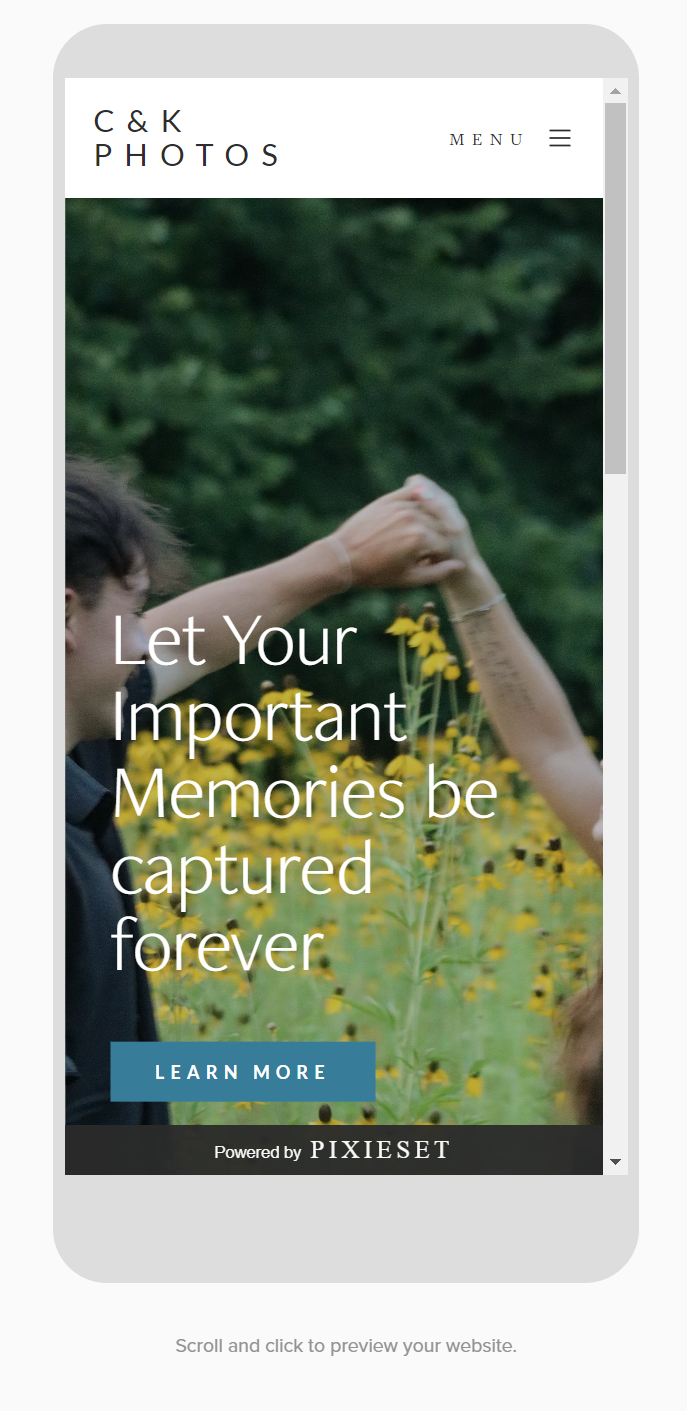 C & K
PHOTOS
MENU
Let Your
Important
Memories be
captured
forever
LEARN MORE
Powered by PIXIESET
Scroll and click to preview your website.